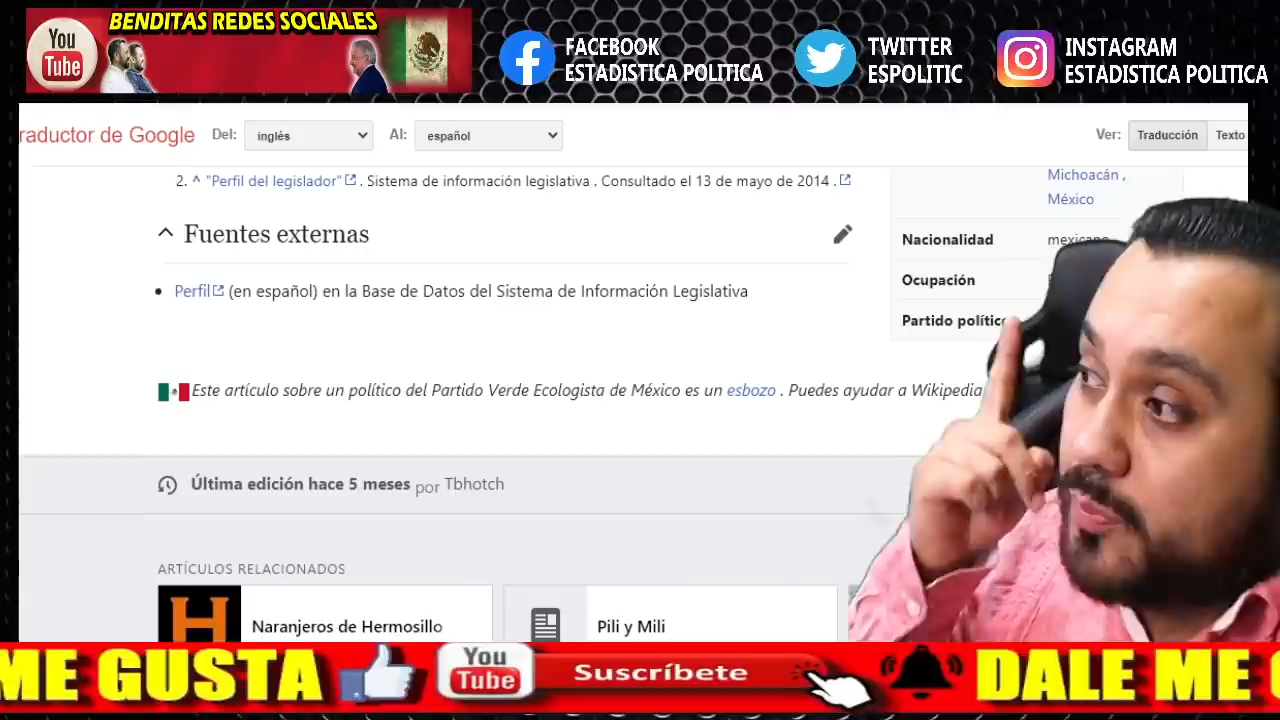 BENDITAS REDES SOCIALES
You
Tube
FACEBOOK
ESTADISTICA POLITICA
TWITTER
ESPOLITIC
INSTAGRAM
ESTADISTICA POLITICA
raductor de Google
Del:
inglés
Al:
español
Ver:
Traducción
Texto
2. ^ "Perfil del legislador" . Sistema de información legislativa . Consultado el 13 de mayo de 2014 .
Michoacán ,
México
Fuentes externas
Nacionalidad
mexicano
Ocupación
Partido político
• Perfil (en español) en la Base de Datos del Sistema de Información Legislativa
Este artículo sobre un político del Partido Verde Ecologista de México es un esbozo . Puedes ayudar a Wikipedia
Última edición hace 5 meses por Tbhotch
ARTÍCULOS RELACIONADOS
H
Naranjeros de Hermosillo
Pili y Mili
ME GUSTA
You
Tube
Suscríbete
DALE ME G